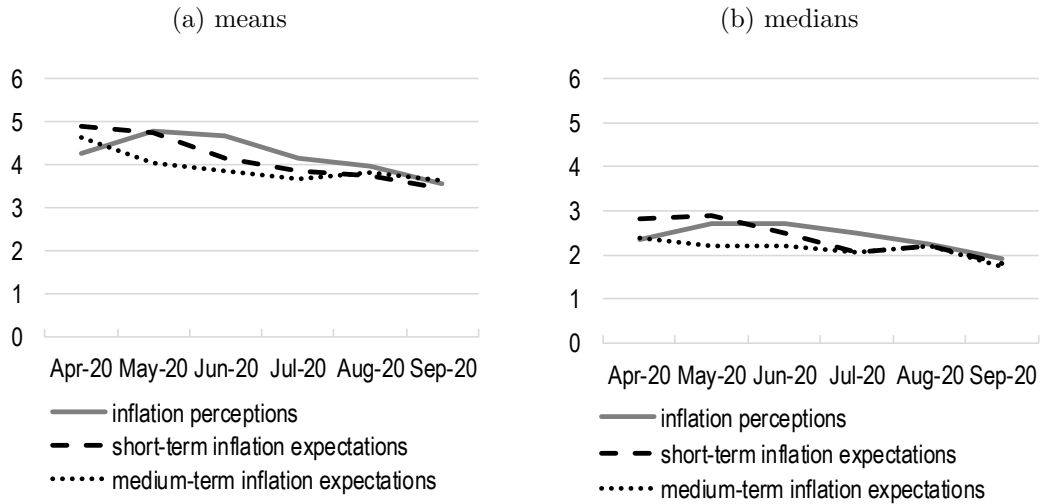 (a) means
6
5
4
3
2
1
0
Apr-20 May-20 Jun-20 Jul-20 Aug-20 Sep-20
inflation perceptions
short-term inflation expectations
medium-term inflation expectations
(b) medians
6
5
4
3
2
1
0
Apr-20 May-20 Jun-20 Jul-20 Aug-20 Sep-20
inflation perceptions
short-term inflation expectations
medium-term inflation expectations